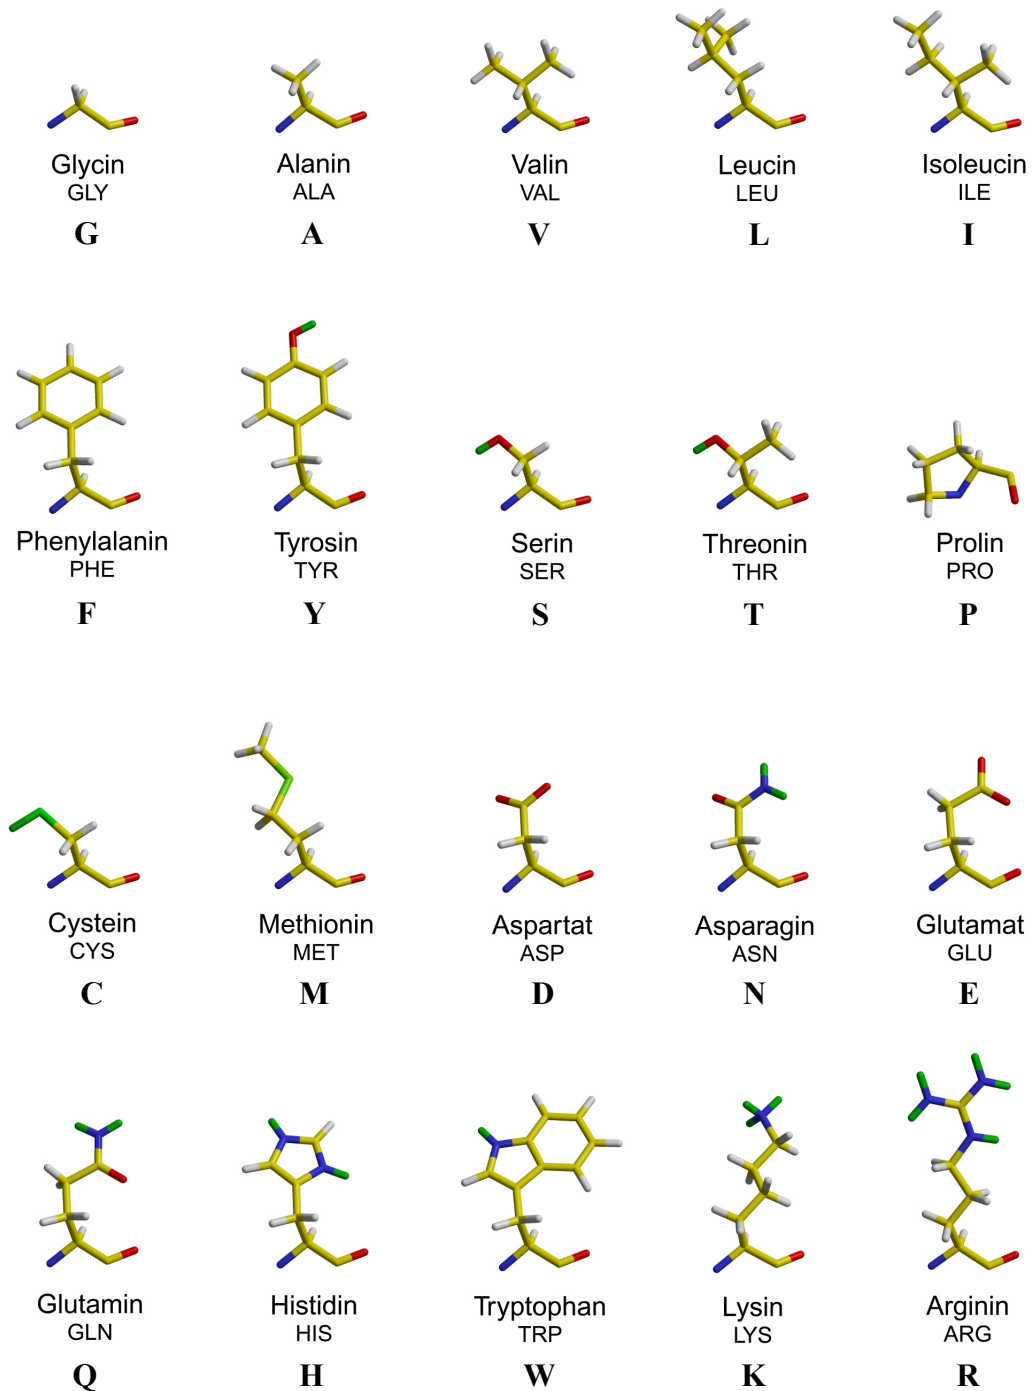 Glycin Alanin Valin Leucin Isoleucin
GLY ALA VAL LEU ILE
G A V L I
Phenylalanin Tyrosin Serin Threonin Prolin
PHE TYR SER THR PRO
F Y S T P
Cystein Methionin Aspartat Asparagin Glutamat
CYS MET ASP ASN GLU
C M D N E
Glutamin Histidin Tryptophan Lysin Arginin
GLN HIS TRP LYS ARG
Q H W K R